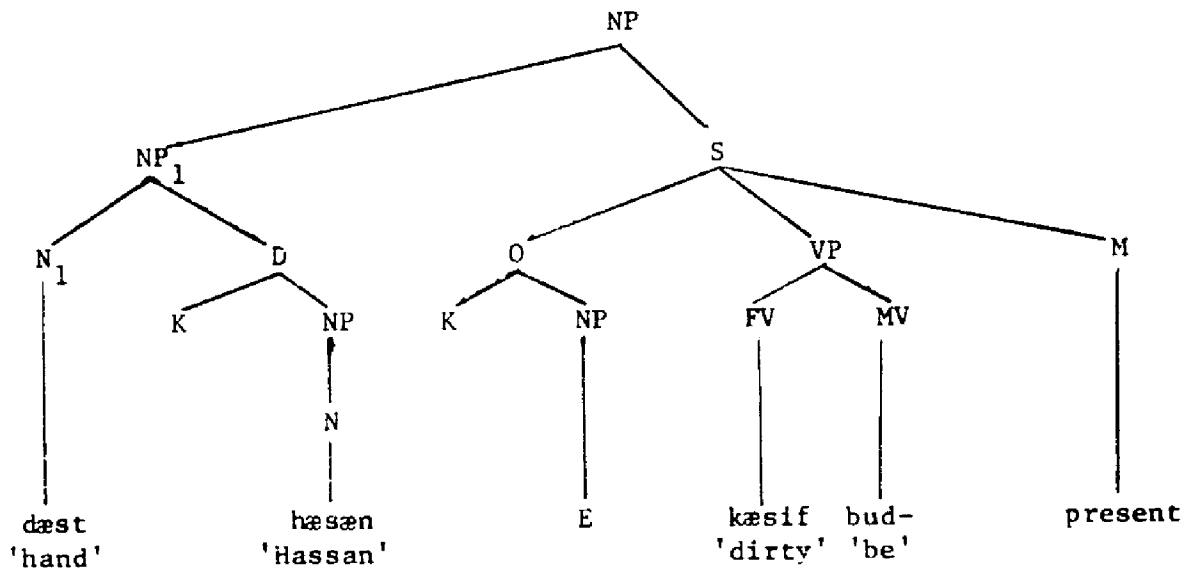 NP
NP1 S
N1 D O VP M
K NP K NP FV MV
N
dæst hæsæn E kæsif bud- present
'hand' 'Hassan' 'dirty' 'be'